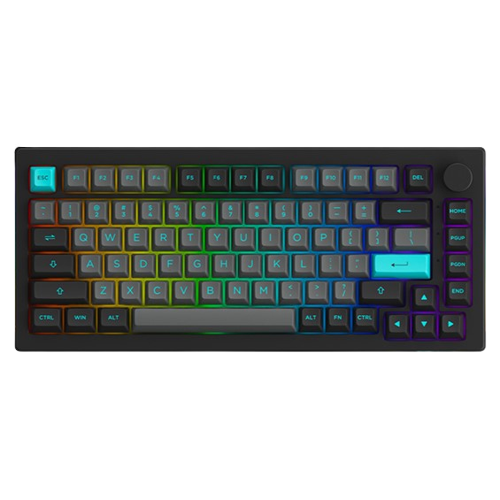 ESC F1 F2 F3 F4 F5 F6 F7 F8 F9 F10 F11 F12 DEL
HOME
Q W E R T Y U I O P { } PGUP
A S D F G H J K L PGDN
Z X C V B N M END
CTRL WIN ALT ALT FN CTRL